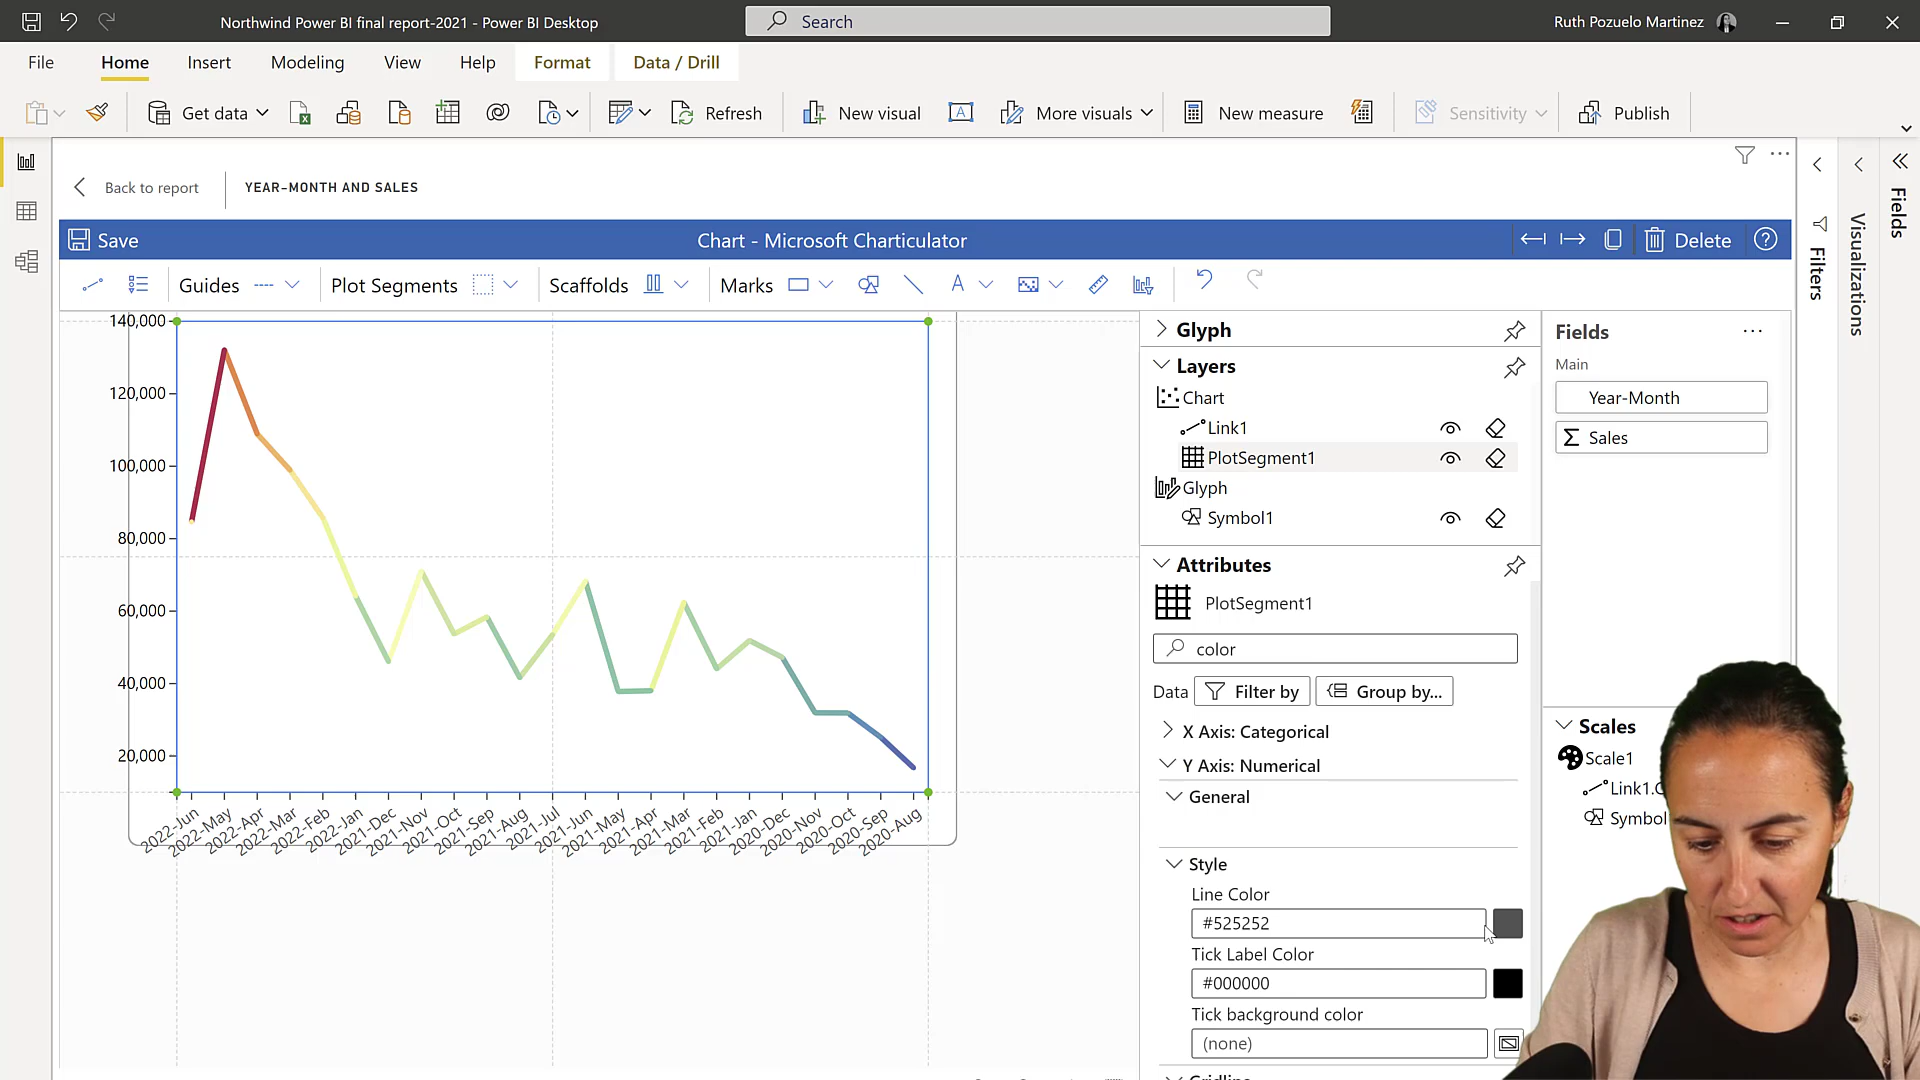 Northwind Power BI final report-2021 - Power BI Desktop
Search
Ruth Pozuelo Martinez
File
Home
Insert
Modeling
View
Help
Format
Data / Drill
Get data
Refresh
New visual
More visuals
New measure
Sensitivity
Publish
Back to report
YEAR-MONTH AND SALES
Save
Chart - Microsoft Charticulator
Delete
Guides
Plot Segments
Scaffolds
Marks
140,000
120,000
100,000
80,000
60,000
40,000
20,000
2022-Jun
2022-May
2022-Apr
2022-Mar
2022-Feb
2022-Jan
2021-Dec
2021-Nov
2021-Oct
2021-Sep
2021-Aug
2021-Jul
2021-Jun
2021-May
2021-Apr
2021-Mar
2021-Feb
2021-Jan
2020-Dec
2020-Nov
2020-Oct
2020-Sep
2020-Aug
Glyph
Layers
Chart
Link1
PlotSegment1
Glyph
Symbol1
Attributes
PlotSegment1
color
Data
Filter by
Group by...
X Axis: Categorical
Y Axis: Numerical
General
Style
Line Color
#525252
Tick Label Color
#000000
Tick background color
(none)
Fields
Main
Year-Month
Sales
Scales
Scale1
Link1.C
Symbol
Filters
Visualizations
Fields